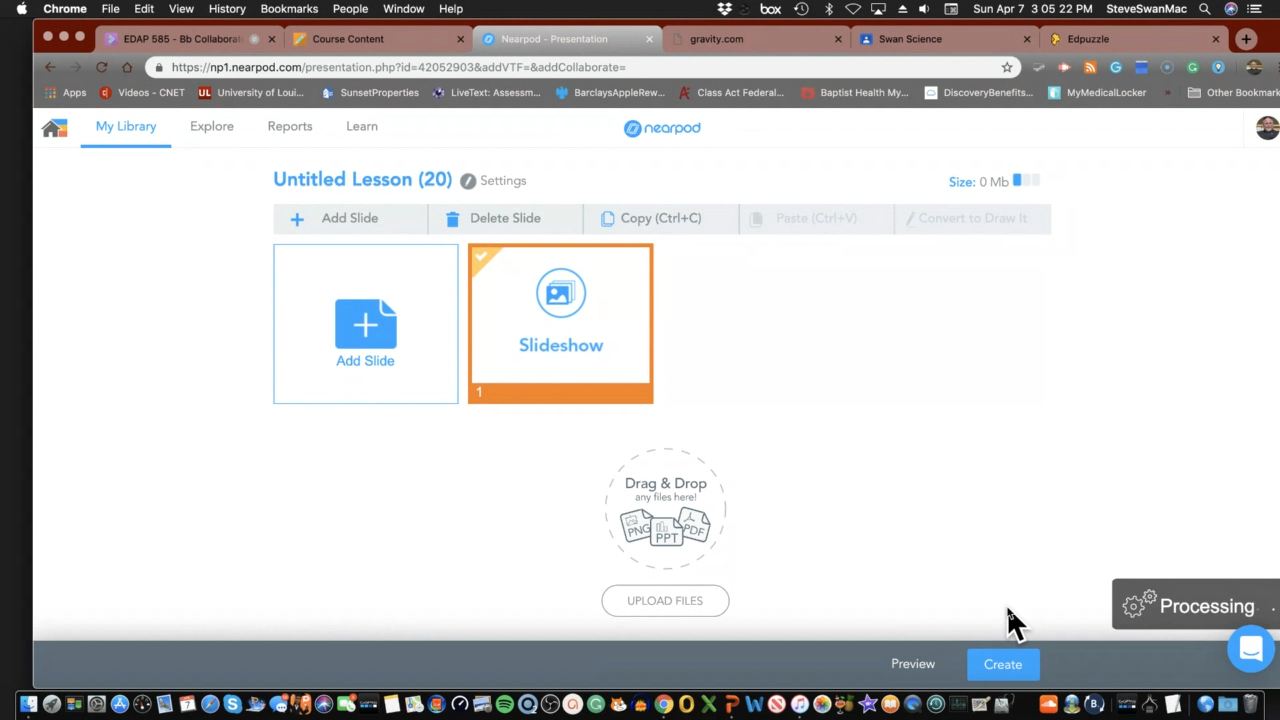 Chrome File Edit View History Bookmarks People Window Help box Sun Apr 7 3:05:22 PM SteveSwanMac
EDAP 585 - Bb Collaborat Course Content Nearpod - Presentation gravity.com Swan Science Edpuzzle
https://np1.nearpod.com/presentation.php?id=42052903&addVTF=&addCollaborate=
Apps Videos - CNET UL University of Loui... SunsetProperties LiveText: Assessm... BarclaysAppleRew... Class Act Federal... Baptist Health My... DiscoveryBenefits... MyMedicalLocker » Other Bookmark
My Library Explore Reports Learn nearpod
Untitled Lesson (20) Settings Size: 0 Mb
Add Slide Delete Slide Copy (Ctrl+C) Paste (Ctrl+V) Convert to Draw It
Slideshow
Add Slide
1
Drag & Drop
any files here!
PNG PPT PDF
UPLOAD FILES
Processing .
Preview Create